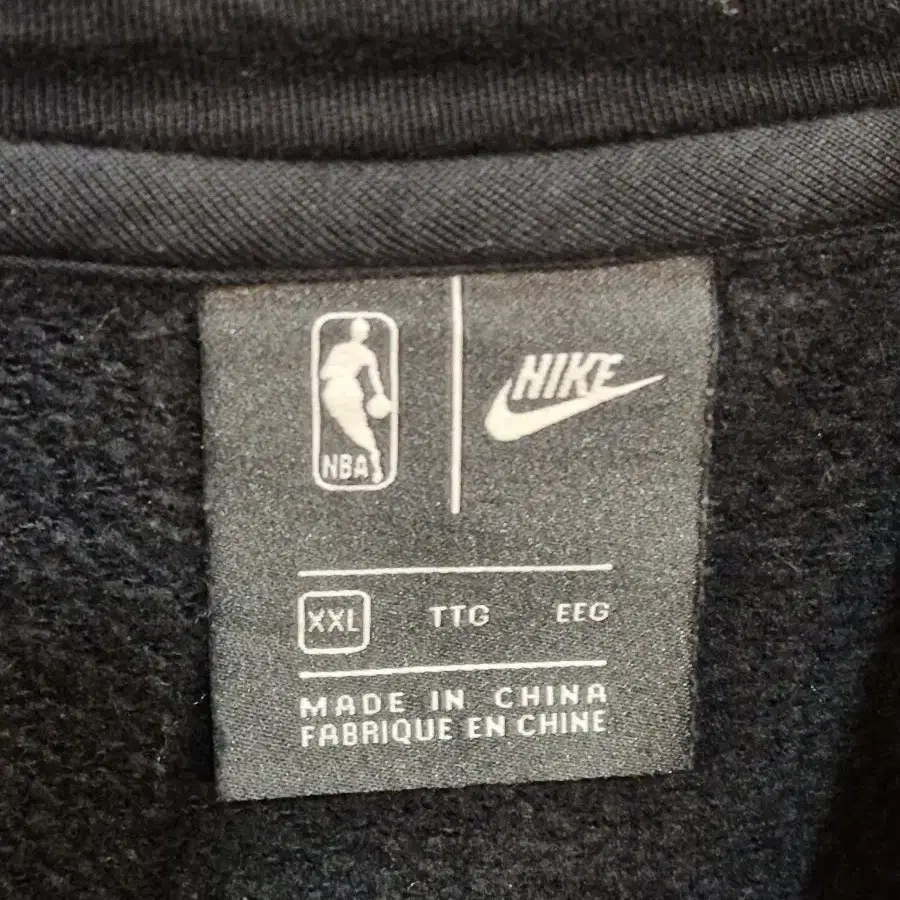 NBA
NIKE
XXL TTG EEG
MADE IN CHINA
FABRIQUE EN CHINE